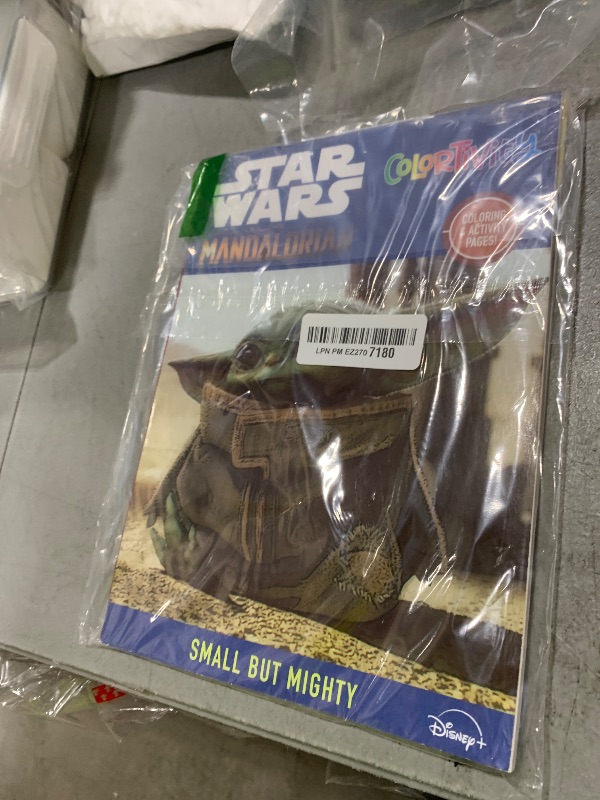 STAR WARS
COLORTIVITY
MANDALORIAN
COLORING
& ACTIVITY
PAGES!
LPN PM EZ270 7180
SMALL BUT MIGHTY
Disney+